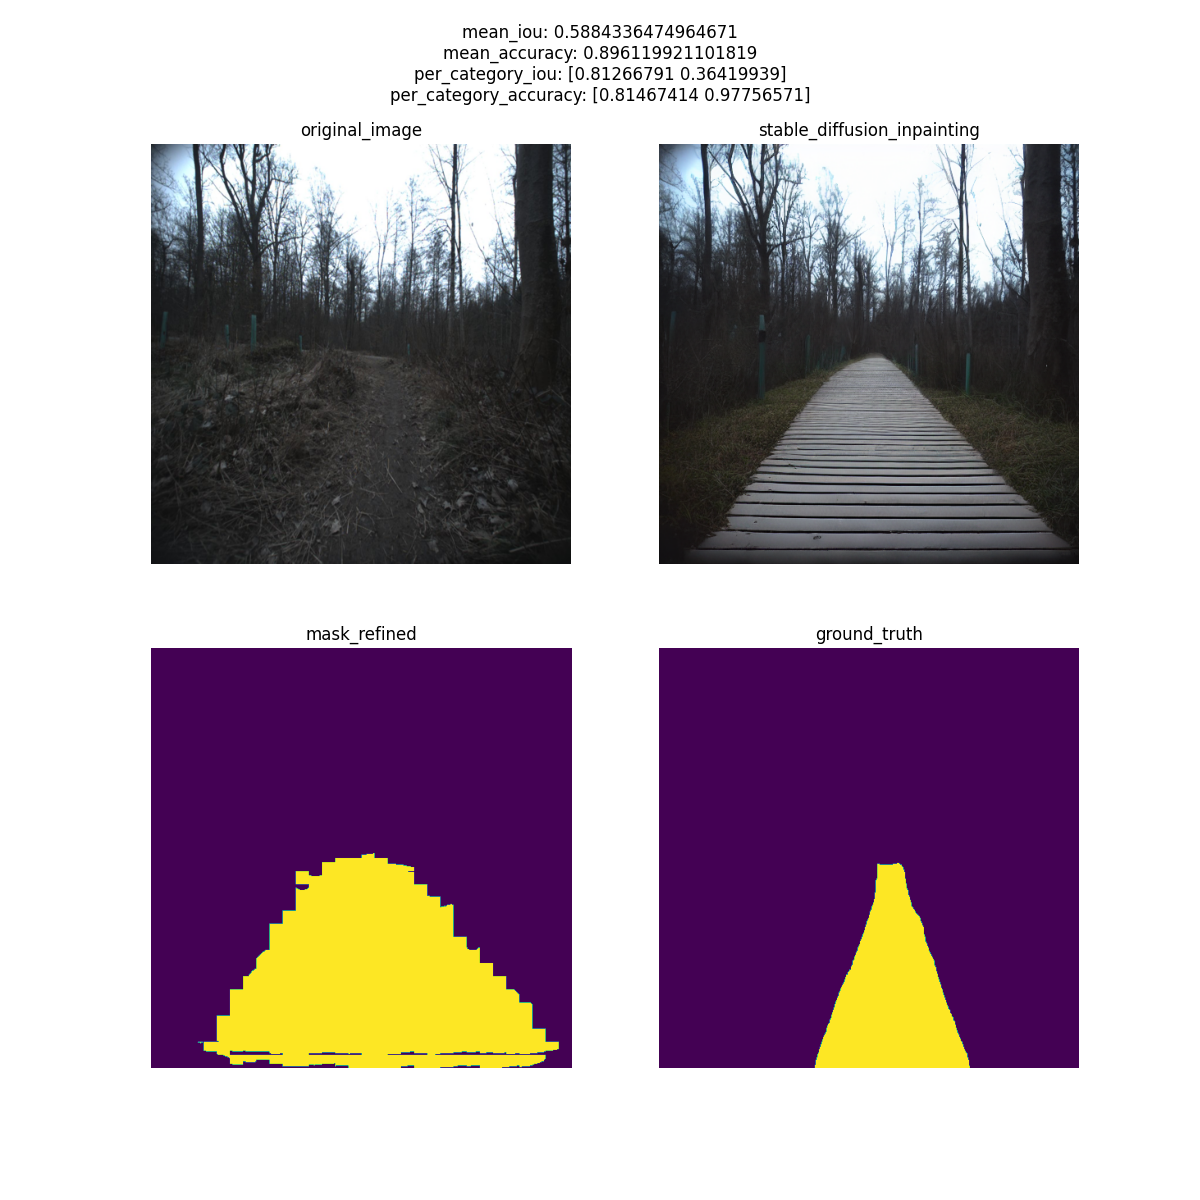 mean_iou: 0.5884336474964671
mean_accuracy: 0.896119921101819
per_category_iou: [0.81266791 0.36419939]
per_category_accuracy: [0.81467414 0.97756571]
original_image
stable_diffusion_inpainting
mask_refined
ground_truth